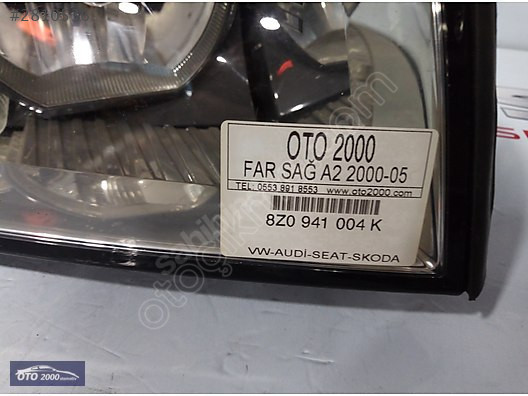 OTO 2000
FAR SAĞ A2 2000-05
TEL: 0553 891 8553 www.oto2000.com
8Z0 941 004 K
VW-AUDİ-SEAT-SKODA
OTO 2000